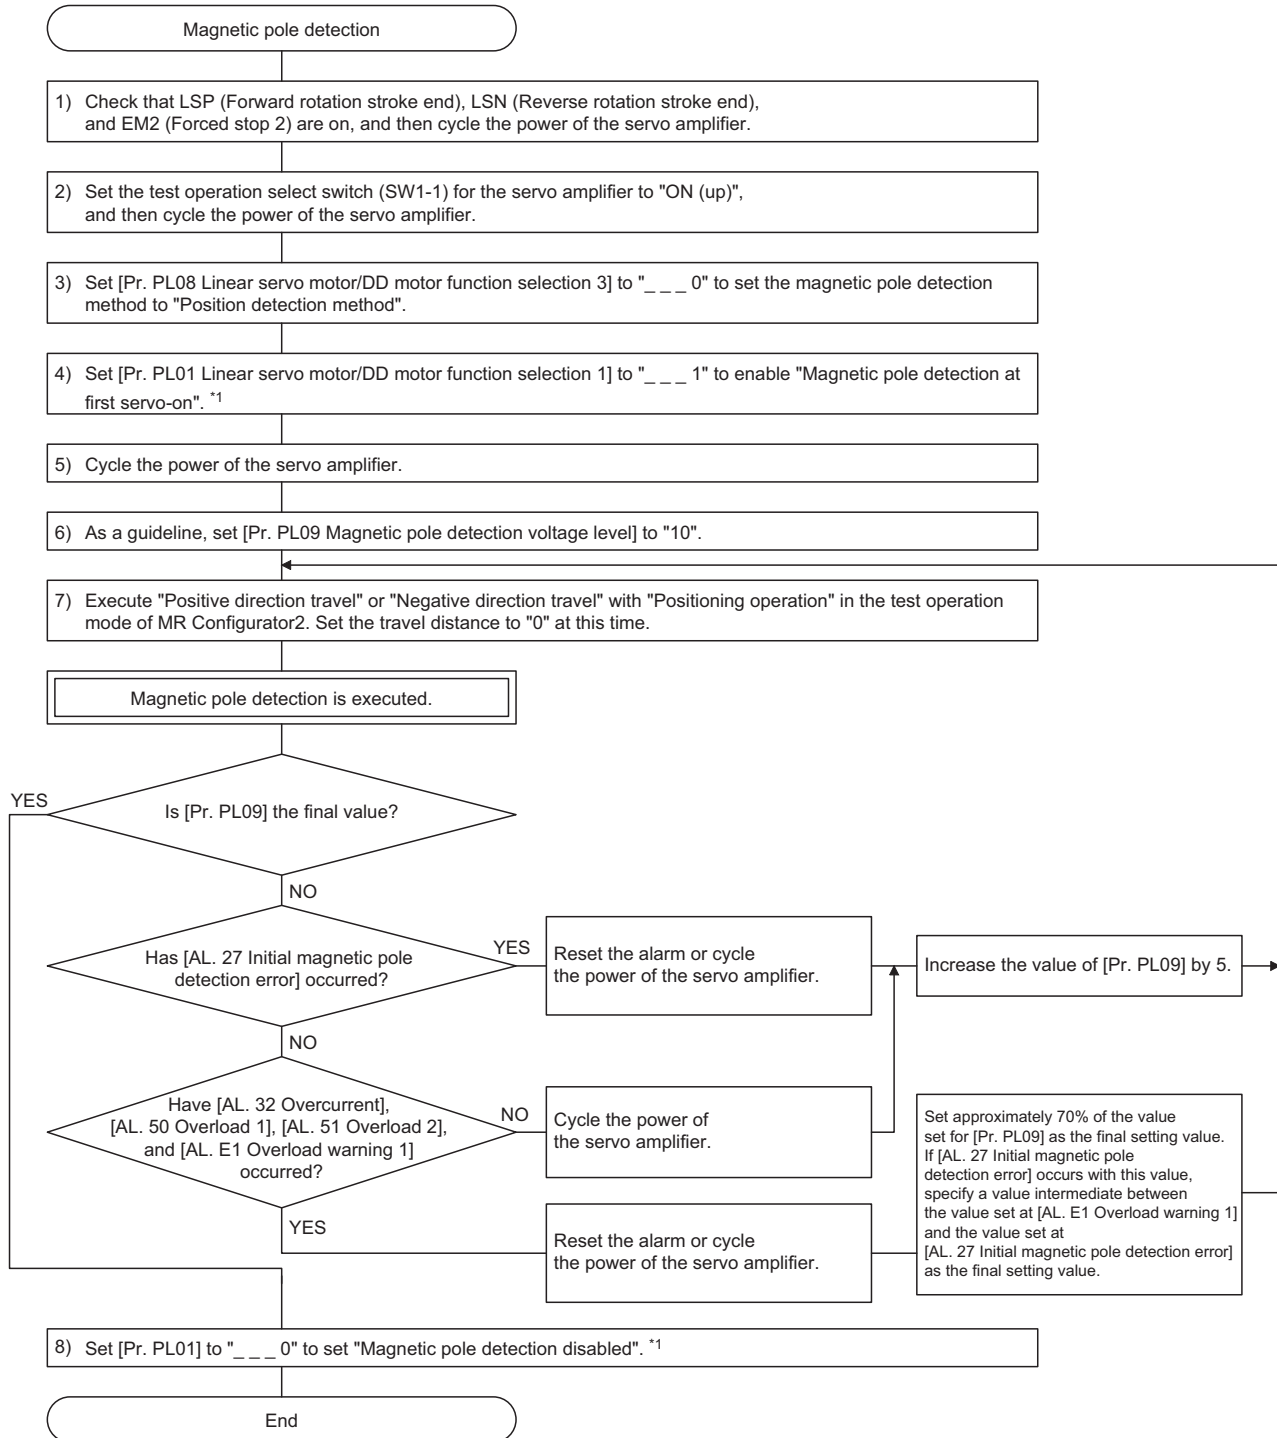 Magnetic pole detection
1) Check that LSP (Forward rotation stroke end), LSN (Reverse rotation stroke end),
and EM2 (Forced stop 2) are on, and then cycle the power of the servo amplifier.
2) Set the test operation select switch (SW1-1) for the servo amplifier to "ON (up)",
and then cycle the power of the servo amplifier.
3) Set [Pr. PL08 Linear servo motor/DD motor function selection 3] to "_ _ _ 0" to set the magnetic pole detection
method to "Position detection method".
4) Set [Pr. PL01 Linear servo motor/DD motor function selection 1] to "_ _ _ 1" to enable "Magnetic pole detection at
first servo-on". *1
5) Cycle the power of the servo amplifier.
6) As a guideline, set [Pr. PL09 Magnetic pole detection voltage level] to "10".
7) Execute "Positive direction travel" or "Negative direction travel" with "Positioning operation" in the test operation
mode of MR Configurator2. Set the travel distance to "0" at this time.
Magnetic pole detection is executed.
YES
Is [Pr. PL09] the final value?
NO
Has [AL. 27 Initial magnetic pole
detection error] occurred?
YES
Reset the alarm or cycle
the power of the servo amplifier.
Increase the value of [Pr. PL09] by 5.
NO
Have [AL. 32 Overcurrent],
[AL. 50 Overload 1], [AL. 51 Overload 2],
and [AL. E1 Overload warning 1]
occurred?
NO
Cycle the power of
the servo amplifier.
YES
Reset the alarm or cycle
the power of the servo amplifier.
Set approximately 70% of the value
set for [Pr. PL09] as the final setting value.
If [AL. 27 Initial magnetic pole
detection error] occurs with this value,
specify a value intermediate between
the value set at [AL. E1 Overload warning 1]
and the value set at
[AL. 27 Initial magnetic pole detection error]
as the final setting value.
8) Set [Pr. PL01] to "_ _ _ 0" to set "Magnetic pole detection disabled". *1
End